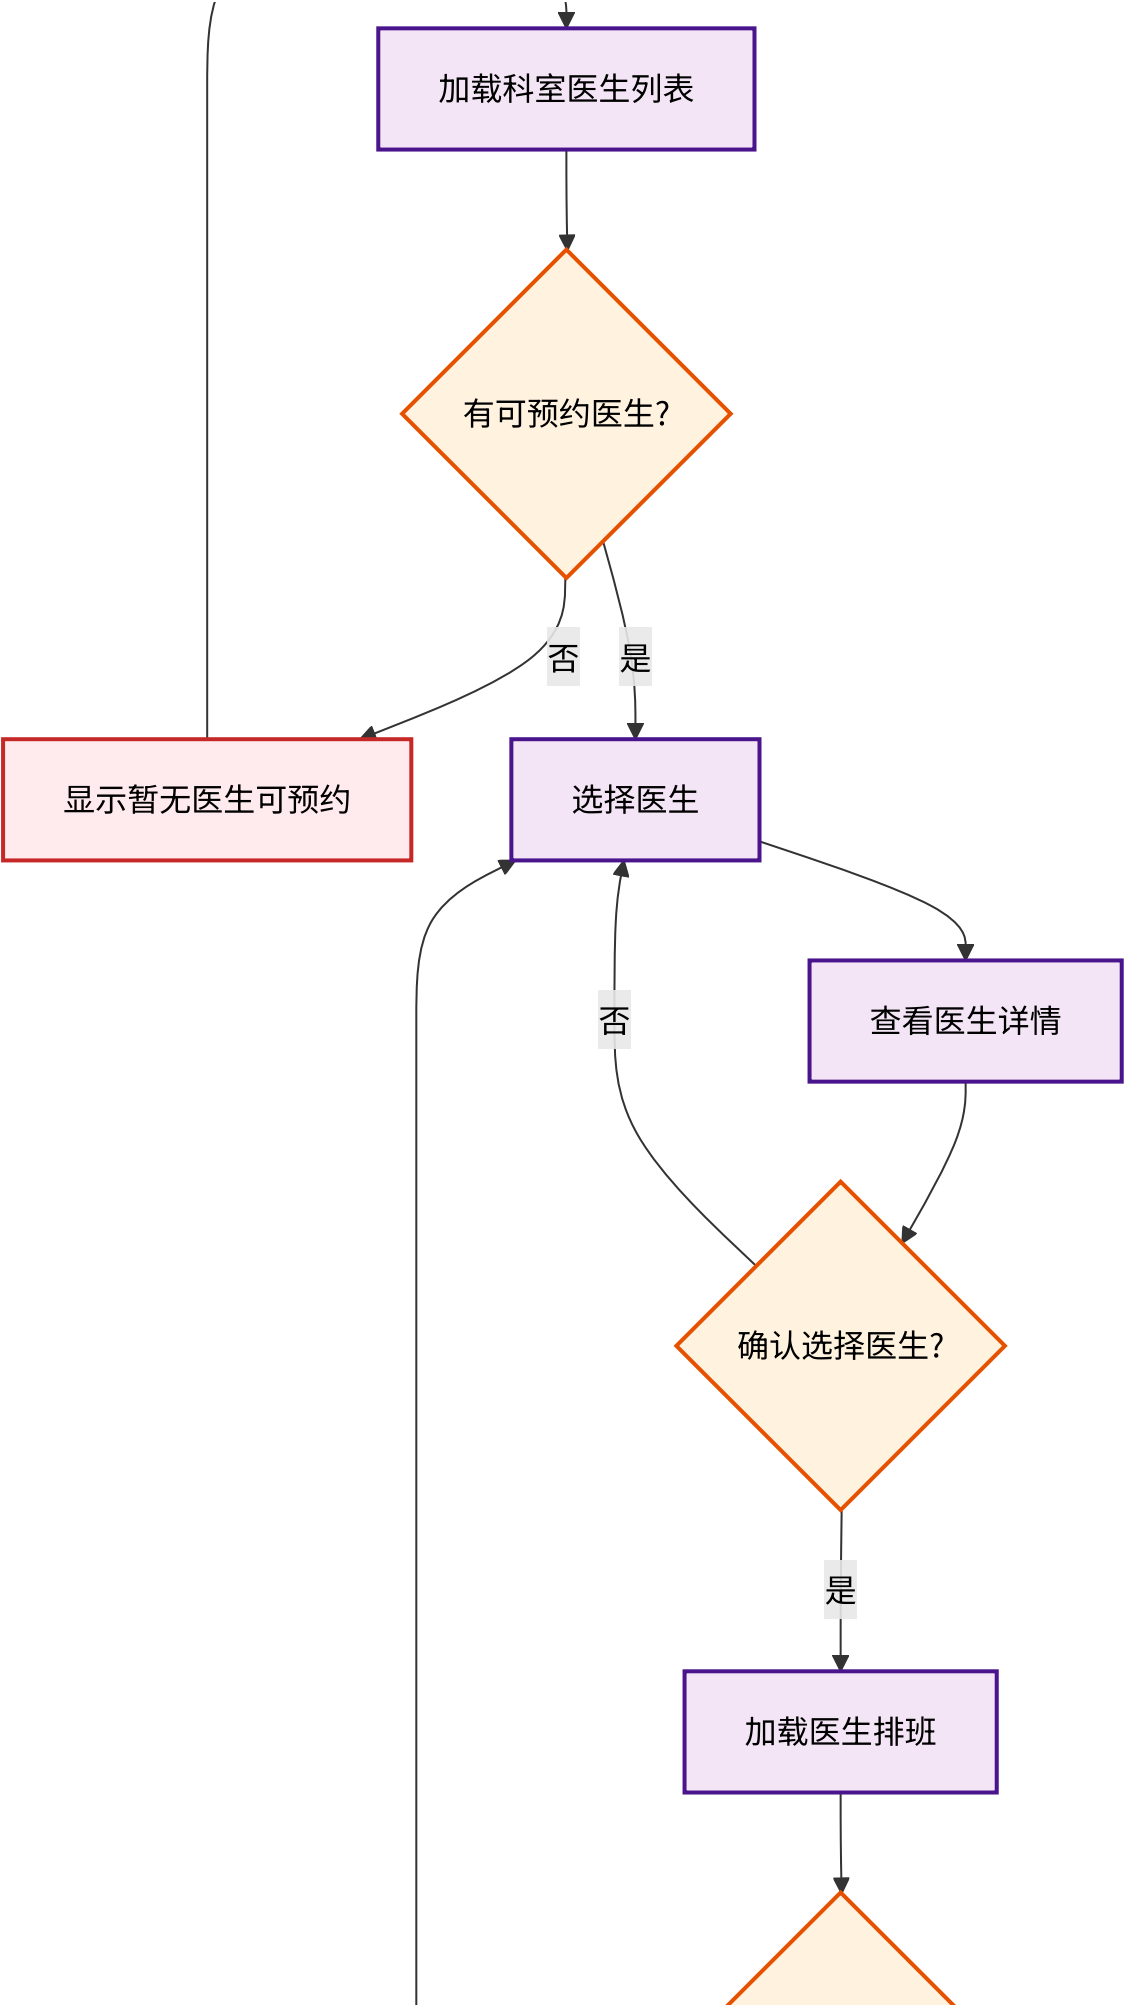 加载科室医生列表
有可预约医生?
否
是
显示暂无医生可预约
选择医生
否
查看医生详情
确认选择医生?
是
加载医生排班